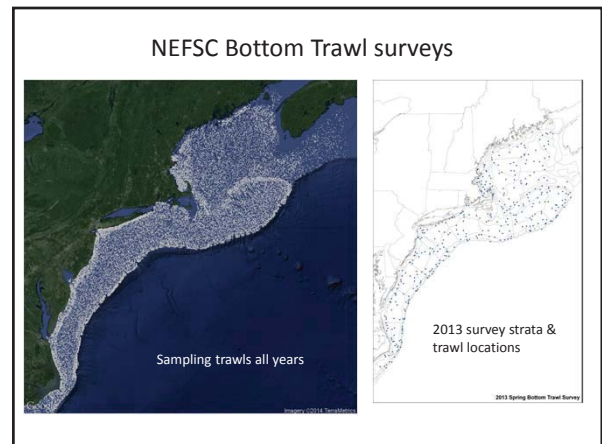 NEFSC Bottom Trawl surveys
Sampling trawls all years
Google
Imagery ©2014 TerraMetrics
2013 survey strata &
trawl locations
2013 Spring Bottom Trawl Survey